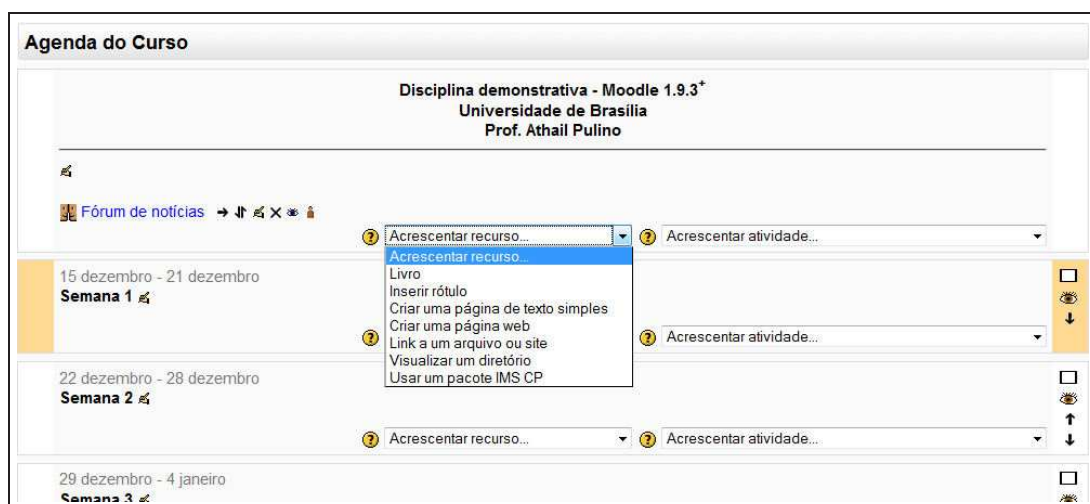 Agenda do Curso
Disciplina demonstrativa - Moodle 1.9.3+
Universidade de Brasília
Prof. Athail Pulino
Fórum de notícias
? Acrescentar recurso... ? Acrescentar atividade...
Acrescentar recurso...
Livro
Inserir rótulo
Criar uma página de texto simples
Criar uma página web
Link a um arquivo ou site
Visualizar um diretório
Usar um pacote IMS CP
15 dezembro - 21 dezembro
Semana 1
? ? Acrescentar atividade...
22 dezembro - 28 dezembro
Semana 2
? Acrescentar recurso... ? Acrescentar atividade...
29 dezembro - 4 janeiro
Semana 3